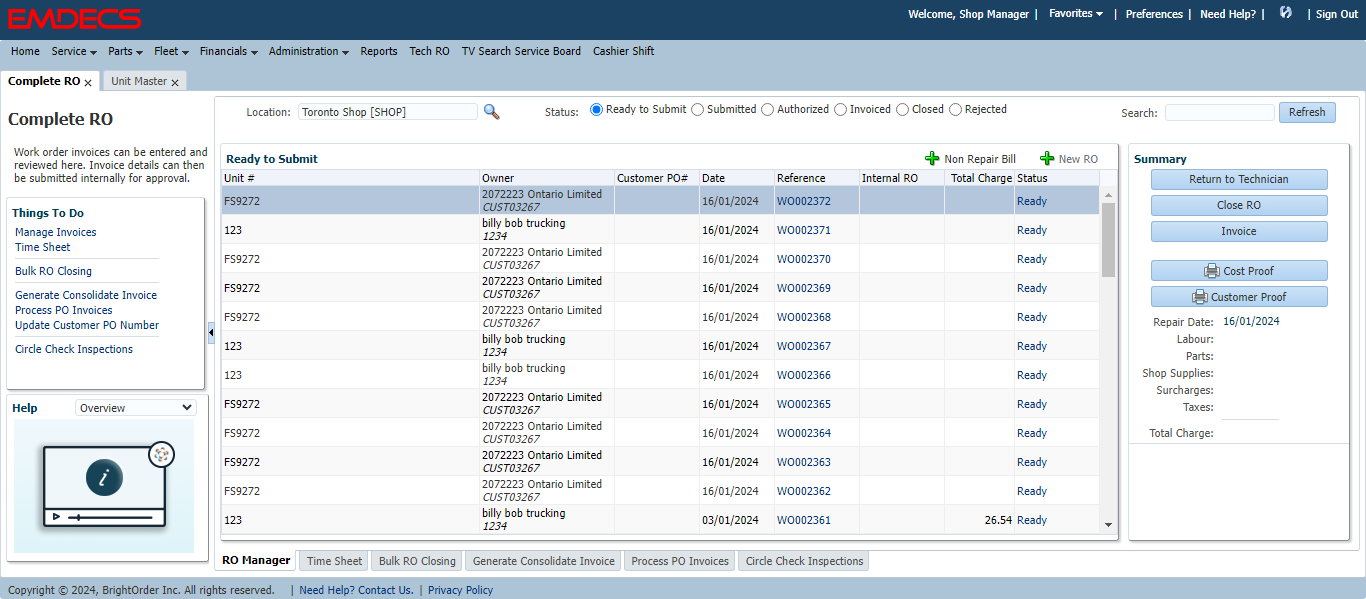 EMDECS
Welcome, Shop Manager | Favorites | Preferences | Need Help? | | Sign Out
Home Service Parts Fleet Financials Administration Reports Tech RO TV Search Service Board Cashier Shift
Complete RO x Unit Master x
Complete RO
Work order invoices can be entered and
reviewed here. Invoice details can then
be submitted internally for approval.
Things To Do
Manage Invoices
Time Sheet
Bulk RO Closing
Generate Consolidate Invoice
Process PO Invoices
Update Customer PO Number
Circle Check Inspections
Help Overview
i
Location: Toronto Shop [SHOP] Status: Ready to Submit Submitted Authorized Invoiced Closed Rejected Search: Refresh
Ready to Submit Non Repair Bill New RO
Unit # Owner Customer PO# Date Reference Internal RO Total Charge Status
FS9272 2072223 Ontario Limited 16/01/2024 WO002372 Ready
CUST03267
123 billy bob trucking 16/01/2024 WO002371 Ready
1234
FS9272 2072223 Ontario Limited 16/01/2024 WO002370 Ready
CUST03267
FS9272 2072223 Ontario Limited 16/01/2024 WO002369 Ready
CUST03267
FS9272 2072223 Ontario Limited 16/01/2024 WO002368 Ready
CUST03267
123 billy bob trucking 16/01/2024 WO002367 Ready
1234
123 billy bob trucking 16/01/2024 WO002366 Ready
1234
FS9272 2072223 Ontario Limited 16/01/2024 WO002365 Ready
CUST03267
FS9272 2072223 Ontario Limited 16/01/2024 WO002364 Ready
CUST03267
FS9272 2072223 Ontario Limited 16/01/2024 WO002363 Ready
CUST03267
FS9272 2072223 Ontario Limited 16/01/2024 WO002362 Ready
CUST03267
123 billy bob trucking 03/01/2024 WO002361 26.54 Ready
1234
Summary
Return to Technician
Close RO
Invoice
Cost Proof
Customer Proof
Repair Date: 16/01/2024
Labour:
Parts:
Shop Supplies:
Surcharges:
Taxes:
Total Charge:
RO Manager Time Sheet Bulk RO Closing Generate Consolidate Invoice Process PO Invoices Circle Check Inspections
Copyright © 2024, BrightOrder Inc. All rights reserved. | Need Help? Contact Us. | Privacy Policy